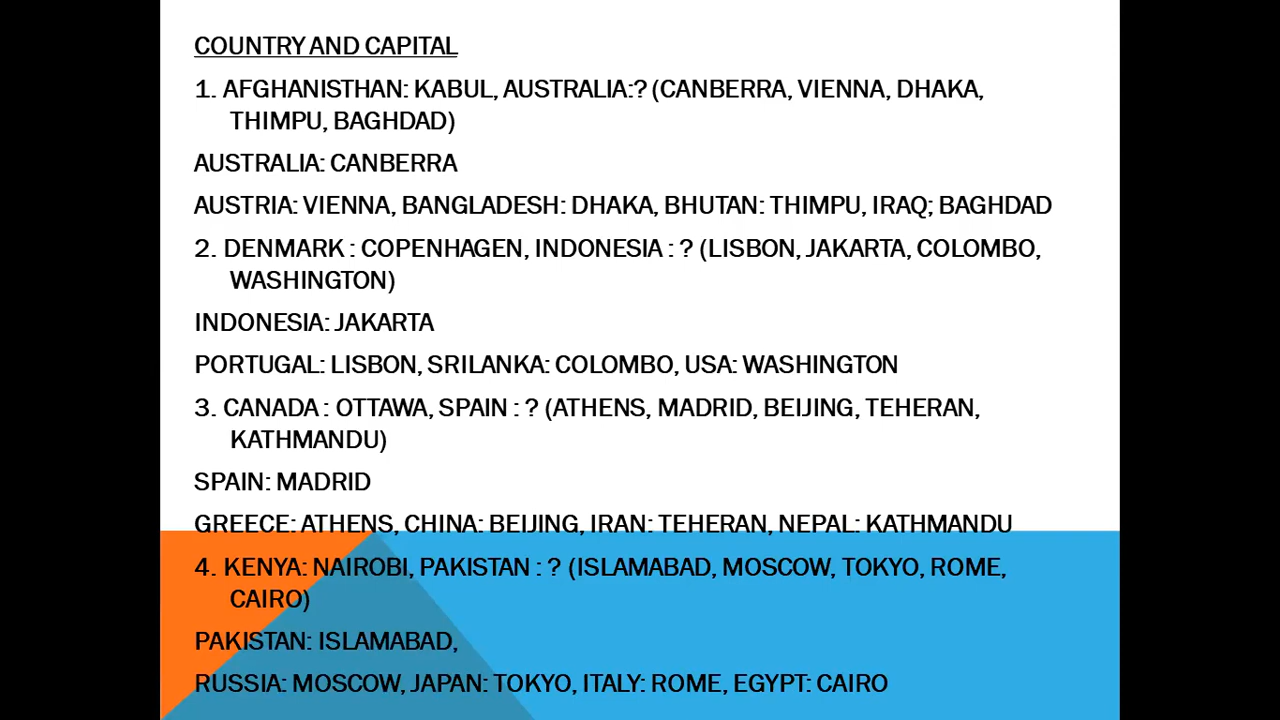 COUNTRY AND CAPITAL
1. AFGHANISTHAN: KABUL, AUSTRALIA:? (CANBERRA, VIENNA, DHAKA,
THIMPU, BAGHDAD)
AUSTRALIA: CANBERRA
AUSTRIA: VIENNA, BANGLADESH: DHAKA, BHUTAN: THIMPU, IRAQ; BAGHDAD
2. DENMARK : COPENHAGEN, INDONESIA : ? (LISBON, JAKARTA, COLOMBO,
WASHINGTON)
INDONESIA: JAKARTA
PORTUGAL: LISBON, SRILANKA: COLOMBO, USA: WASHINGTON
3. CANADA : OTTAWA, SPAIN : ? (ATHENS, MADRID, BEIJING, TEHERAN,
KATHMANDU)
SPAIN: MADRID
GREECE: ATHENS, CHINA: BEIJING, IRAN: TEHERAN, NEPAL: KATHMANDU
4. KENYA: NAIROBI, PAKISTAN : ? (ISLAMABAD, MOSCOW, TOKYO, ROME,
CAIRO)
PAKISTAN: ISLAMABAD,
RUSSIA: MOSCOW, JAPAN: TOKYO, ITALY: ROME, EGYPT: CAIRO